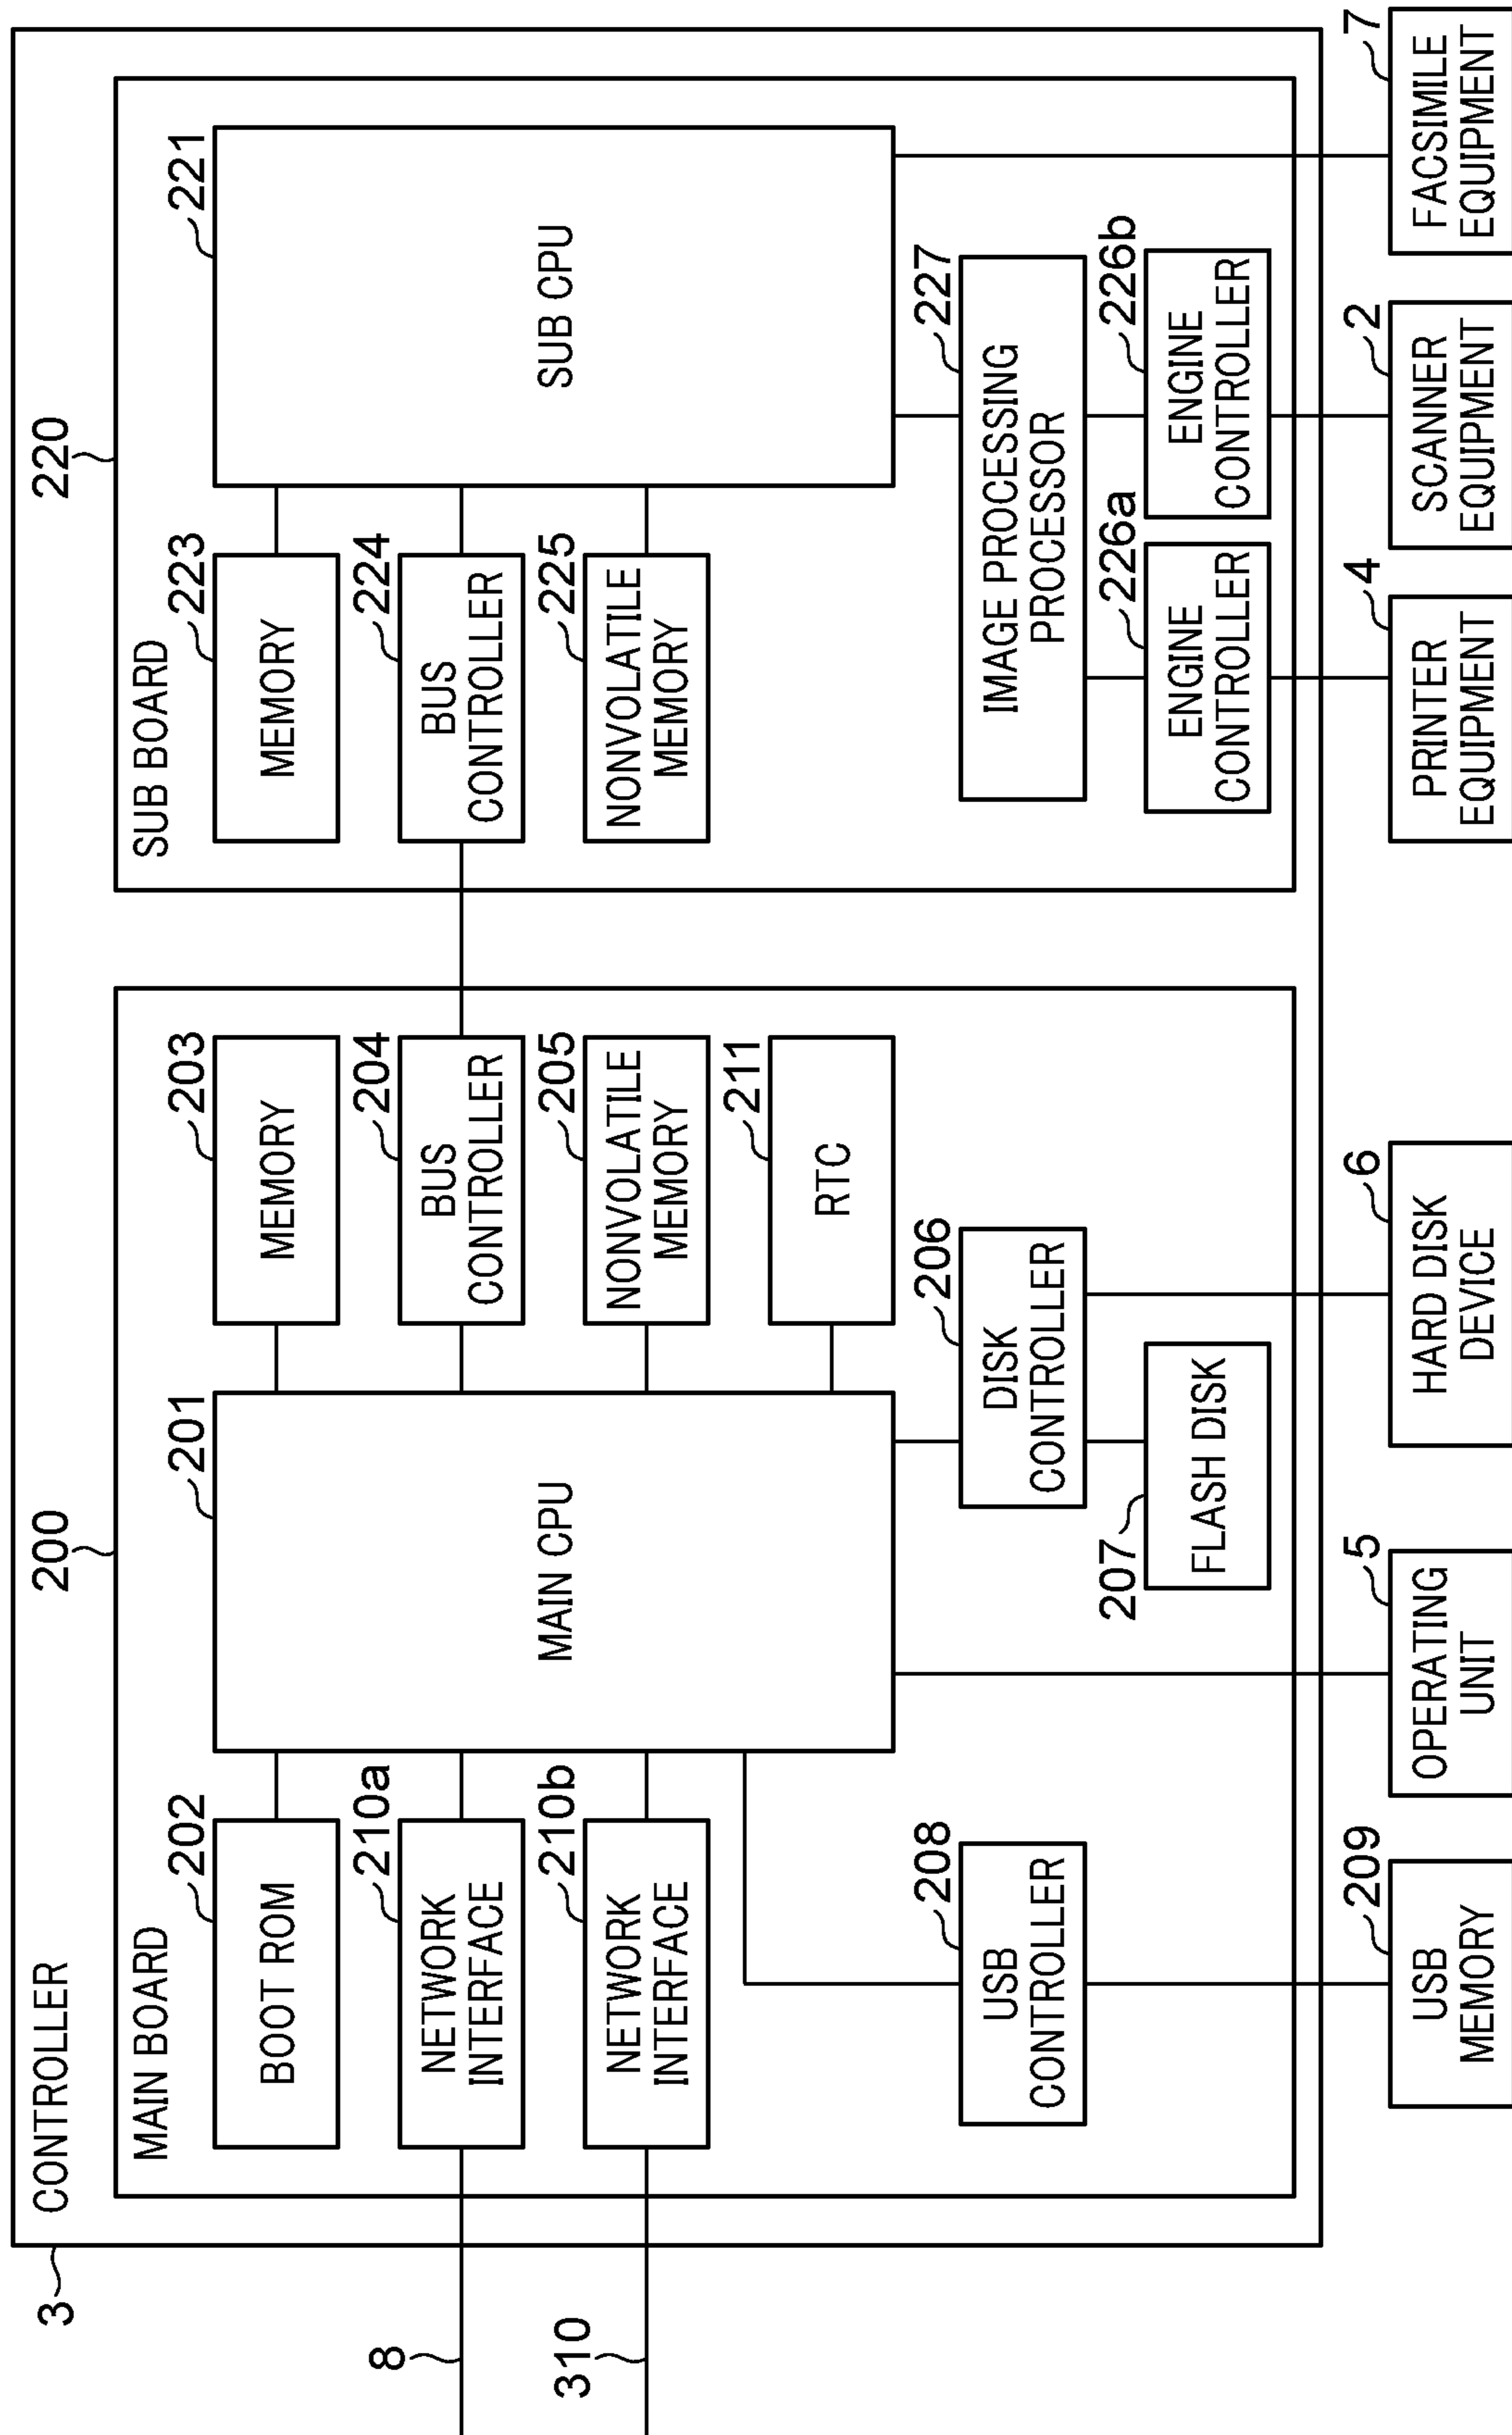 3
CONTROLLER
200
MAIN BOARD
202
BOOT ROM
201
MAIN CPU
203
MEMORY
8
210a
NETWORK
INTERFACE
204
BUS
CONTROLLER
310
210b
NETWORK
INTERFACE
205
NONVOLATILE
MEMORY
211
RTC
208
USB
CONTROLLER
206
DISK
CONTROLLER
207
FLASH DISK
220
SUB BOARD
223
MEMORY
221
SUB CPU
224
BUS
CONTROLLER
225
NONVOLATILE
MEMORY
227
IMAGE PROCESSING
PROCESSOR
226a
ENGINE
CONTROLLER
226b
ENGINE
CONTROLLER
209
USB
MEMORY
5
OPERATING
UNIT
6
HARD DISK
DEVICE
4
PRINTER
EQUIPMENT
2
SCANNER
EQUIPMENT
7
FACSIMILE
EQUIPMENT